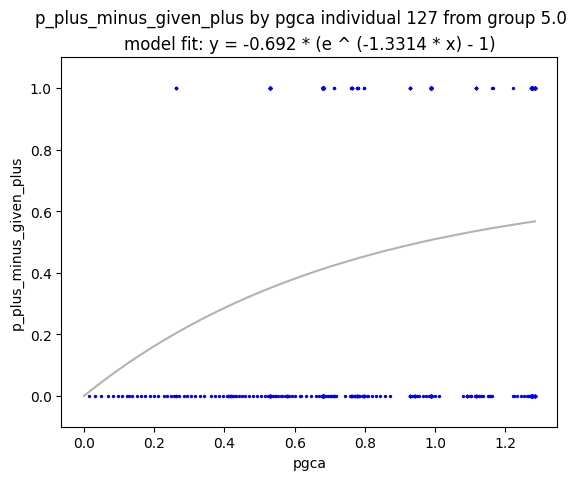 p_plus_minus_given_plus by pgca individual 127 from group 5.0
model fit: y = -0.692 * (e ^ (-1.3314 * x) - 1)
p_plus_minus_given_plus
1.0
0.8
0.6
0.4
0.2
0.0
0.0 0.2 0.4 0.6 0.8 1.0 1.2
pgca